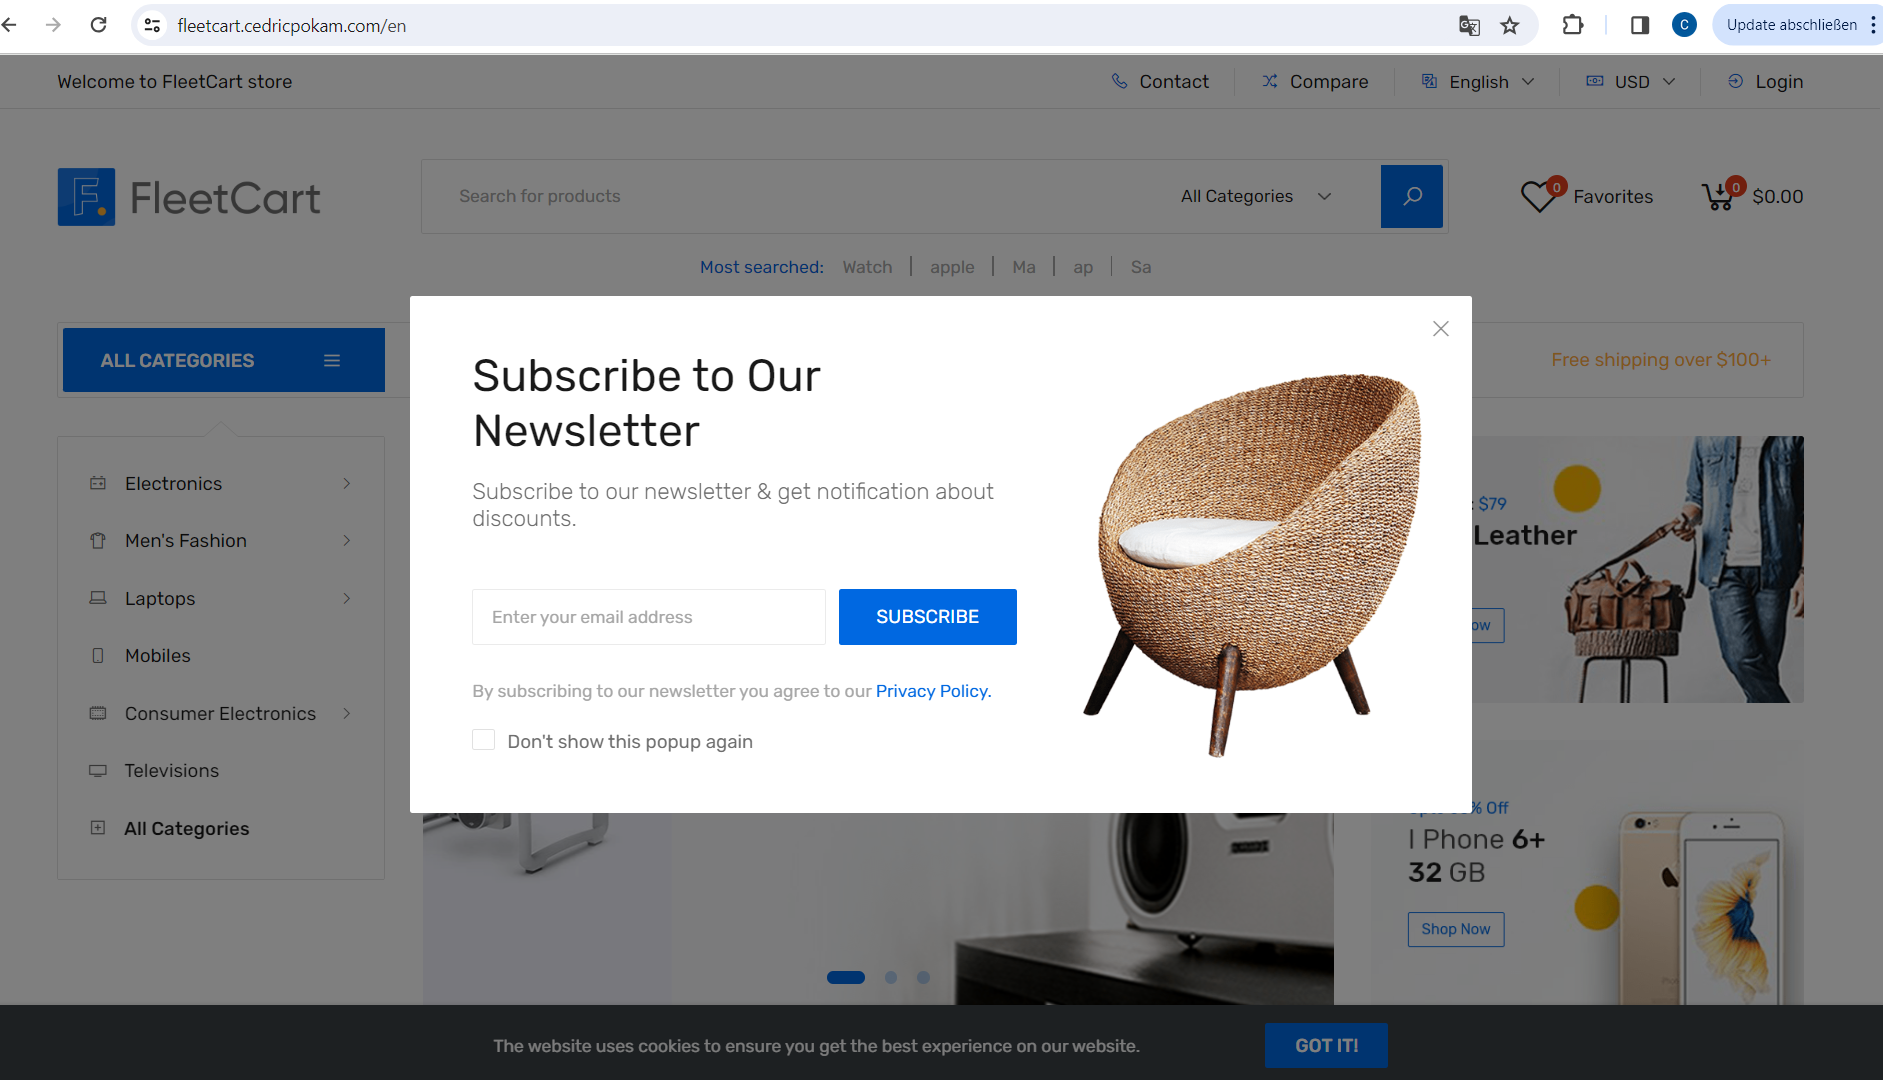 fleetcart.cedricpokam.com/en
C
Update abschließen
Welcome to FleetCart store
Contact
Compare
English
USD
Login
F.
FleetCart
Search for products
All Categories
0
Favorites
0
$0.00
Most searched:
Watch
apple
Ma
ap
Sa
ALL CATEGORIES
Free shipping over $100+
Electronics
Men's Fashion
Laptops
Mobiles
Consumer Electronics
Televisions
All Categories
Subscribe to Our
Newsletter
Subscribe to our newsletter & get notification about
discounts.
Enter your email address
SUBSCRIBE
By subscribing to our newsletter you agree to our Privacy Policy.
Don't show this popup again
: $79
Leather
ow
% Off
I Phone 6+
32 GB
Shop Now
The website uses cookies to ensure you get the best experience on our website.
GOT IT!